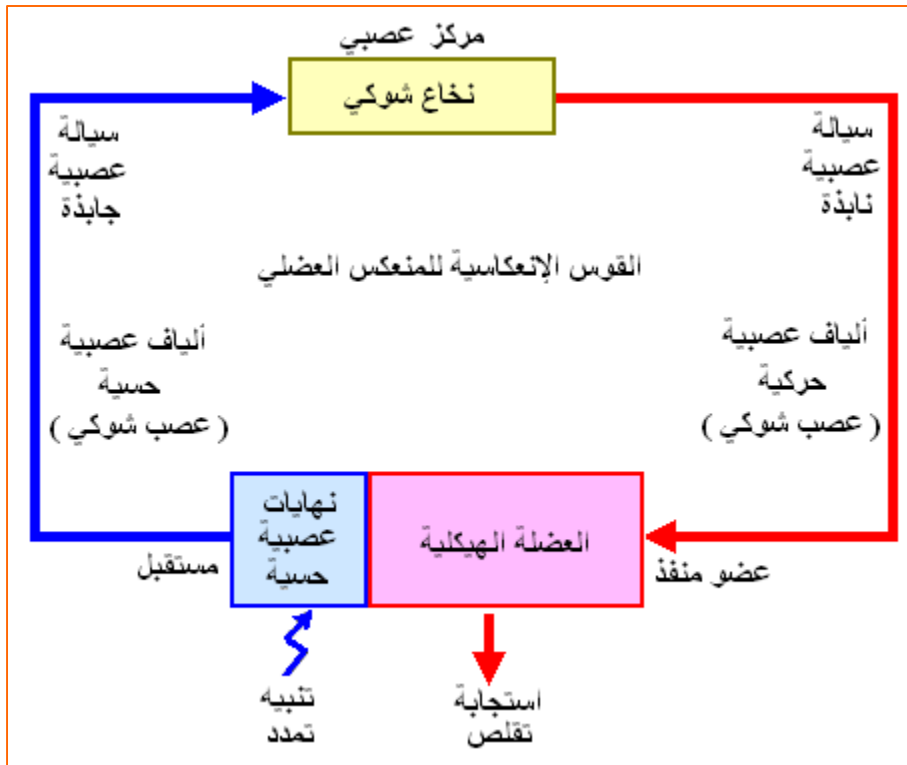 مركز عصبي
نخاع شوكي
سيالة
عصبية
نابذة
سيالة
عصبية
جابذة
القوس الإنعكاسية للمنعكس العضلي
ألياف عصبية
حركية
( عصب شوكي )
ألياف عصبية
حسية
( عصب شوكي )
عضو منفذ
العضلة الهيكلية
نهايات
عصبية
حسية
مستقبل
استجابة
تقلص
تنبيه
تمدد